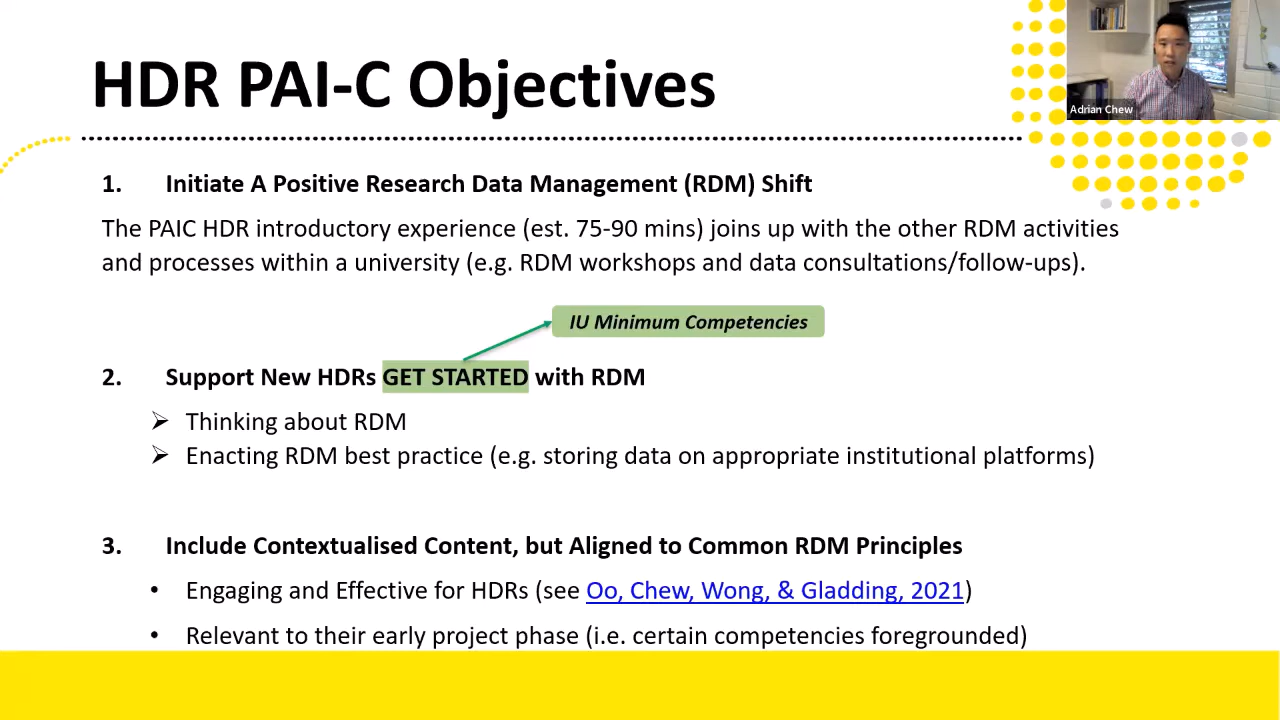 HDR PAI-C Objectives
Adrian Chew
1. Initiate A Positive Research Data Management (RDM) Shift
The PAIC HDR introductory experience (est. 75-90 mins) joins up with the other RDM activities
and processes within a university (e.g. RDM workshops and data consultations/follow-ups).
IU Minimum Competencies
2. Support New HDRs GET STARTED with RDM
➢ Thinking about RDM
➢ Enacting RDM best practice (e.g. storing data on appropriate institutional platforms)
3. Include Contextualised Content, but Aligned to Common RDM Principles
• Engaging and Effective for HDRs (see Oo, Chew, Wong, & Gladding, 2021)
• Relevant to their early project phase (i.e. certain competencies foregrounded)